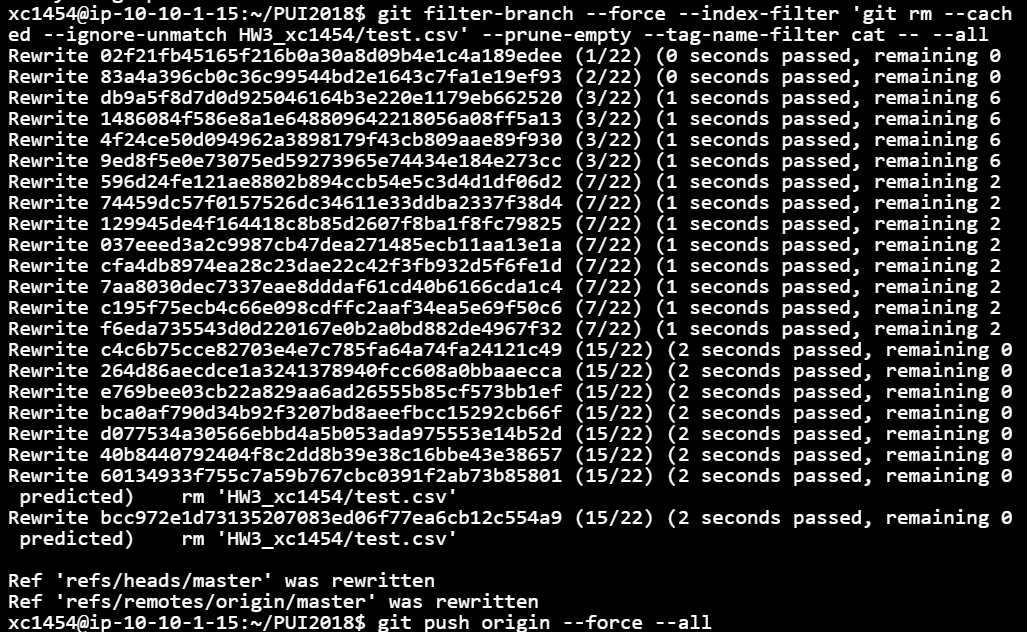 xc1454@ip-10-10-1-15:~/PUI2018$ git filter-branch --force --index-filter 'git rm --cach
ed --ignore-unmatch HW3_xc1454/test.csv' --prune-empty --tag-name-filter cat -- --all
Rewrite 02f21fb45165f216b0a30a8d09b4e1c4a189edee (1/22) (0 seconds passed, remaining 0
Rewrite 83a4a396cb0c36c99544bd2e1643c7fa1e19ef93 (2/22) (0 seconds passed, remaining 0
Rewrite db9a5f8d7d0d925046164b3e220e1179eb662520 (3/22) (1 seconds passed, remaining 6
Rewrite 1486084f586e8a1e648809642218056a08ff5a13 (3/22) (1 seconds passed, remaining 6
Rewrite 4f24ce50d094962a3898179f43cb809aae89f930 (3/22) (1 seconds passed, remaining 6
Rewrite 9ed8f5e0e73075ed59273965e74434e184e273cc (3/22) (1 seconds passed, remaining 6
Rewrite 596d24fe121ae8802b894ccb54e5c3d4d1df06d2 (7/22) (1 seconds passed, remaining 2
Rewrite 74459dc57f0157526dc34611e33ddba2337f38d4 (7/22) (1 seconds passed, remaining 2
Rewrite 129945de4f164418c8b85d2607f8ba1f8fc79825 (7/22) (1 seconds passed, remaining 2
Rewrite 037eeed3a2c9987cb47dea271485ecb11aa13e1a (7/22) (1 seconds passed, remaining 2
Rewrite cfa4db8974ea28c23dae22c42f3fb932d5f6fe1d (7/22) (1 seconds passed, remaining 2
Rewrite 7aa8030dec7337eae8dddaf61cd40b6166cda1c4 (7/22) (1 seconds passed, remaining 2
Rewrite c195f75ecb4c66e098cdffc2aaf34ea5e69f50c6 (7/22) (1 seconds passed, remaining 2
Rewrite f6eda735543d0d220167e0b2a0bd882de4967f32 (7/22) (1 seconds passed, remaining 2
Rewrite c4c6b75cce82703e4e7c785fa64a74fa24121c49 (15/22) (2 seconds passed, remaining 0
Rewrite 264d86aecdce1a3241378940fcc608a0bbaaecca (15/22) (2 seconds passed, remaining 0
Rewrite e769bee03cb22a829aa6ad26555b85cf573bb1ef (15/22) (2 seconds passed, remaining 0
Rewrite bca0af790d34b92f3207bd8aeefbcc15292cb66f (15/22) (2 seconds passed, remaining 0
Rewrite d077534a30566ebbd4a5b053ada975553e14b52d (15/22) (2 seconds passed, remaining 0
Rewrite 40b8440792404f8c2dd8b39e38c16bbe43e38657 (15/22) (2 seconds passed, remaining 0
Rewrite 60134933f755c7a59b767cbc0391f2ab73b85801 (15/22) (2 seconds passed, remaining 0
 predicted)    rm 'HW3_xc1454/test.csv'
Rewrite bcc972e1d73135207083ed06f77ea6cb12c554a9 (15/22) (2 seconds passed, remaining 0
 predicted)    rm 'HW3_xc1454/test.csv'

Ref 'refs/heads/master' was rewritten
Ref 'refs/remotes/origin/master' was rewritten
xc1454@ip-10-10-1-15:~/PUI2018$ git push origin --force --all